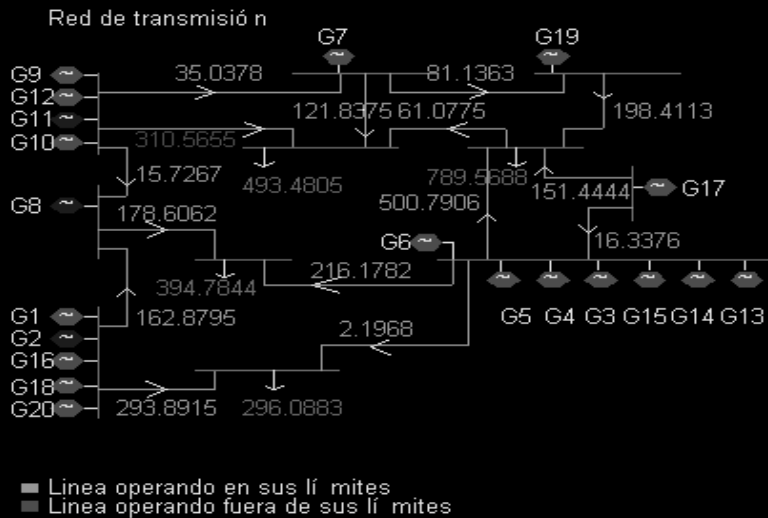 Red de transmisió n
G7
G19
G9
35.0378
81.1363
G12
G11
121.8375
61.0775
198.4113
G10
310.5655
15.7267
493.4805
789.5688
151.4444
G17
G8
178.6062
500.7906
G6
16.3376
216.1782
394.7844
G1
162.8795
G5
G4
G3
G15
G14
G13
G2
2.1968
G16
G18
G20
293.8915
296.0883
Linea operando en sus lí mites
Linea operando fuera de sus lí mites